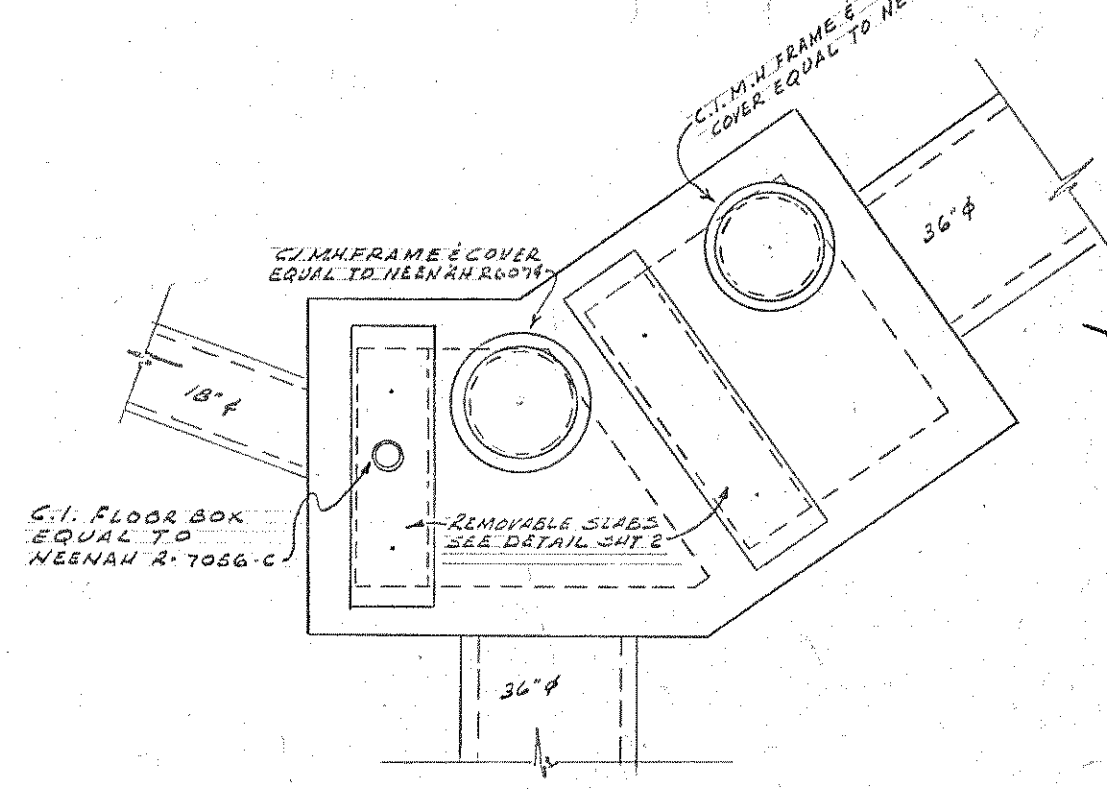 C.I. M.H. FRAME &
COVER EQUAL TO NE
C.I. M.H. FRAME & COVER
EQUAL TO NEENAH
36"⌀
18"⌀
C.I. FLOOR BOX
EQUAL TO
NEENAH R-7056-C
REMOVABLE SLABS
SEE DETAIL SHT 2
36"⌀